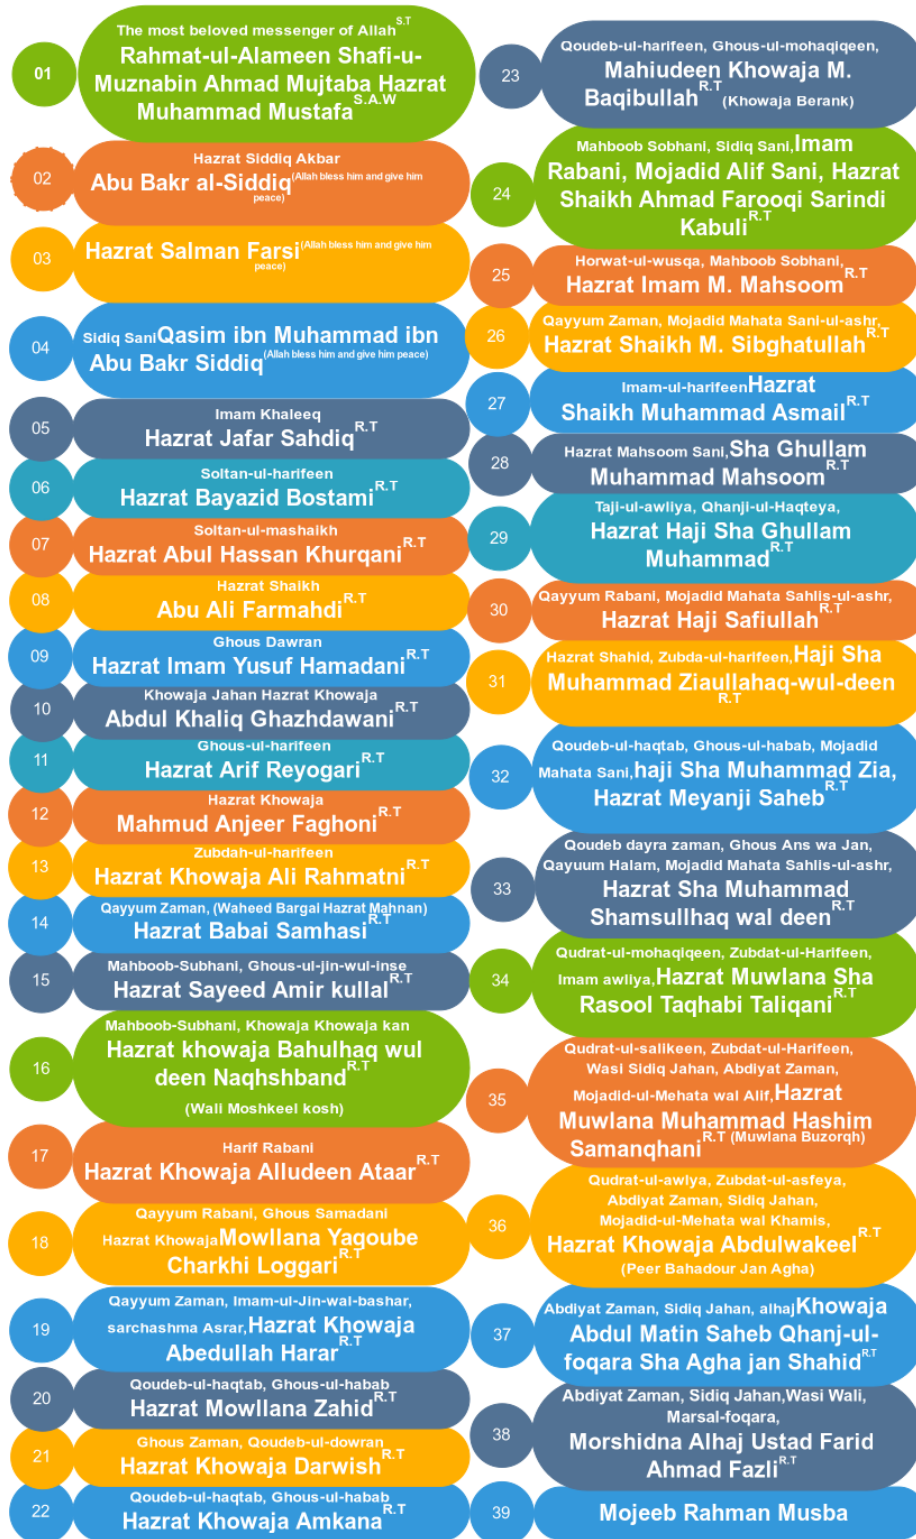 01
The most beloved messenger of Allah S.T
Rahmat-ul-Alameen Shafi-u-
Muznabin Ahmad Mujtaba Hazrat
Muhammad Mustafa S.A.W
02
Hazrat Siddiq Akbar
Abu Bakr al-Siddiq (Allah bless him and give him
peace)
03
Hazrat Salman Farsi (Allah bless him and give him
peace)
04
Sidiq Sani Qasim ibn Muhammad ibn
Abu Bakr Siddiq (Allah bless him and give him peace)
05
Imam Khaleeq
Hazrat Jafar Sahdiq R.T
06
Soltan-ul-harifeen
Hazrat Bayazid Bostami R.T
07
Soltan-ul-mashaikh
Hazrat Abul Hassan Khurqani R.T
08
Hazrat Shaikh
Abu Ali Farmahdi R.T
09
Ghous Dawran
Hazrat Imam Yusuf Hamadani R.T
10
Khowaja Jahan Hazrat Khowaja
Abdul Khaliq Ghazhdawani R.T
11
Ghous-ul-harifeen
Hazrat Arif Reyogari R.T
12
Hazrat Khowaja
Mahmud Anjeer Faghoni R.T
13
Zubdah-ul-harifeen
Hazrat Khowaja Ali Rahmatni R.T
14
Qayyum Zaman, (Waheed Bargai Hazrat Mahnan)
Hazrat Babai Samhasi R.T
15
Mahboob-Subhani, Ghous-ul-jin-wul-inse
Hazrat Sayeed Amir kullal R.T
16
Mahboob-Subhani, Khowaja Khowaja kan
Hazrat khowaja Bahulhaq wul
deen Naqhshband R.T
(Wali Moshkeel kosh)
17
Harif Rabani
Hazrat Khowaja Alludeen Ataar R.T
18
Qayyum Rabani, Ghous Samadani
Hazrat Khowaja Mowllana Yaqoube
Charkhi Loggari R.T
19
Qayyum Zaman, Imam-ul-Jin-wal-bashar,
sarchashma Asrar, Hazrat Khowaja
Abedullah Harar R.T
20
Qoudeb-ul-haqtab, Ghous-ul-habab
Hazrat Mowllana Zahid R.T
21
Ghous Zaman, Qoudeb-ul-dowran
Hazrat Khowaja Darwish R.T
22
Qoudeb-ul-haqtab, Ghous-ul-habab
Hazrat Khowaja Amkana R.T
23
Qoudeb-ul-harifeen, Ghous-ul-mohaqiqeen,
Mahiudeen Khowaja M.
Baqibullah R.T (Khowaja Berank)
24
Mahboob Sobhani, Sidiq Sani, Imam
Rabani, Mojadid Alif Sani, Hazrat
Shaikh Ahmad Farooqi Sarindi
Kabuli R.T
25
Horwat-ul-wusqa, Mahboob Sobhani,
Hazrat Imam M. Mahsoom R.T
26
Qayyum Zaman, Mojadid Mahata Sani-ul-ashr,
Hazrat Shaikh M. Sibghatullah R.T
27
Imam-ul-harifeen Hazrat
Shaikh Muhammad Asmail R.T
28
Hazrat Mahsoom Sani, Sha Ghullam
Muhammad Mahsoom R.T
29
Taji-ul-awliya, Qhanji-ul-Haqteya,
Hazrat Haji Sha Ghullam
Muhammad R.T
30
Qayyum Rabani, Mojadid Mahata Sahlis-ul-ashr,
Hazrat Haji Safiullah R.T
31
Hazrat Shahid, Zubda-ul-harifeen, Haji Sha
Muhammad Ziaullahaq-wul-deen
R.T
32
Qoudeb-ul-haqtab, Ghous-ul-habab, Mojadid
Mahata Sani, haji Sha Muhammad Zia,
Hazrat Meyanji Saheb R.T
33
Qoudeb dayra zaman, Ghous Ans wa Jan,
Qayuum Halam, Mojadid Mahata Sahlis-ul-ashr,
Hazrat Sha Muhammad
Shamsullhaq wal deen R.T
34
Qudrat-ul-mohaqiqeen, Zubdat-ul-Harifeen,
Imam awliya, Hazrat Muwlana Sha
Rasool Taqhabi Taliqani R.T
35
Qudrat-ul-salikeen, Zubdat-ul-Harifeen,
Wasi Sidiq Jahan, Abdiyat Zaman,
Mojadid-ul-Mehata wal Alif, Hazrat
Muwlana Muhammad Hashim
Samanqhani R.T (Muwlana Buzorqh)
36
Qudrat-ul-awlya, Zubdat-ul-asfeya,
Abdiyat Zaman, Sidiq Jahan,
Mojadid-ul-Mehata wal Khamis,
Hazrat Khowaja Abdulwakeel R.T
(Peer Bahadour Jan Agha)
37
Abdiyat Zaman, Sidiq Jahan, alhaj Khowaja
Abdul Matin Saheb Qhanj-ul-
foqara Sha Agha jan Shahid R.T
38
Abdiyat Zaman, Sidiq Jahan,Wasi Wali,
Marsal-foqara,
Morshidna Alhaj Ustad Farid
Ahmad Fazli R.T
39
Mojeeb Rahman Musba